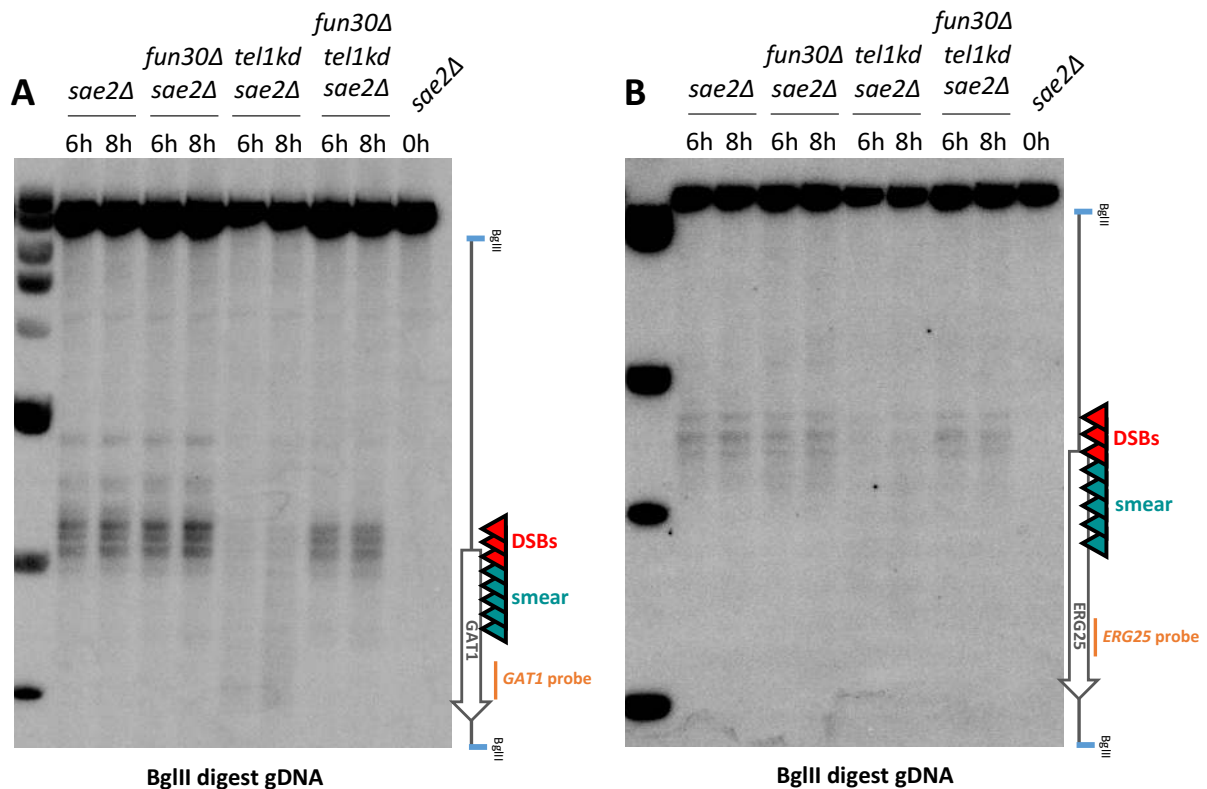 A
sae2Δ
fun30Δ
sae2Δ
tel1kd
sae2Δ
fun30Δ
tel1kd
sae2Δ
sae2Δ
6h 8h 6h 8h 6h 8h 6h 8h 0h
BglII
DSBs
smear
GAT1
GAT1 probe
BglII
BglII digest gDNA
B
sae2Δ
fun30Δ
sae2Δ
tel1kd
sae2Δ
fun30Δ
tel1kd
sae2Δ
sae2Δ
6h 8h 6h 8h 6h 8h 6h 8h 0h
BglII
DSBs
smear
ERG25
ERG25 probe
BglII
BglII digest gDNA